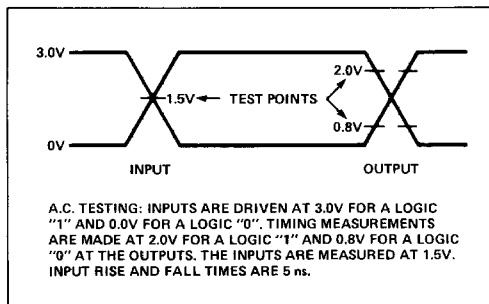 3.0V
2.0V
1.5V TEST POINTS
0.8V
0V
INPUT OUTPUT
A.C. TESTING: INPUTS ARE DRIVEN AT 3.0V FOR A LOGIC
"1" AND 0.0V FOR A LOGIC "0". TIMING MEASUREMENTS
ARE MADE AT 2.0V FOR A LOGIC "1" AND 0.8V FOR A LOGIC
"0" AT THE OUTPUTS. THE INPUTS ARE MEASURED AT 1.5V.
INPUT RISE AND FALL TIMES ARE 5 ns.